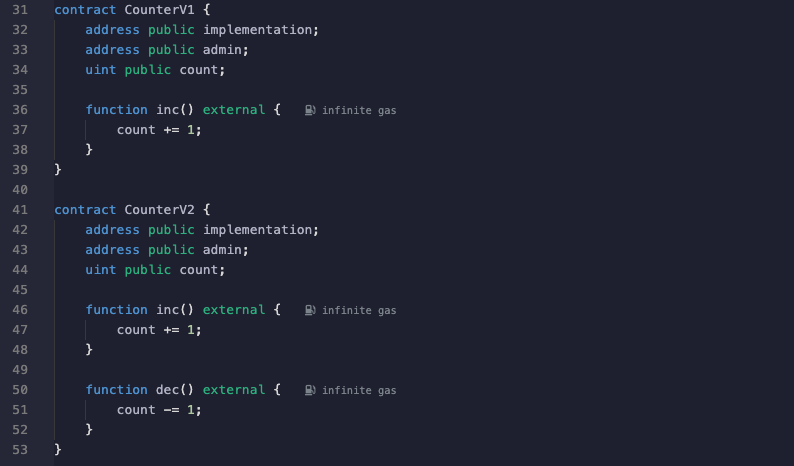 31 contract CounterV1 {
32     address public implementation;
33     address public admin;
34     uint public count;
35
36     function inc() external {   infinite gas
37         count += 1;
38     }
39 }
40
41 contract CounterV2 {
42     address public implementation;
43     address public admin;
44     uint public count;
45
46     function inc() external {   infinite gas
47         count += 1;
48     }
49
50     function dec() external {   infinite gas
51         count -= 1;
52     }
53 }